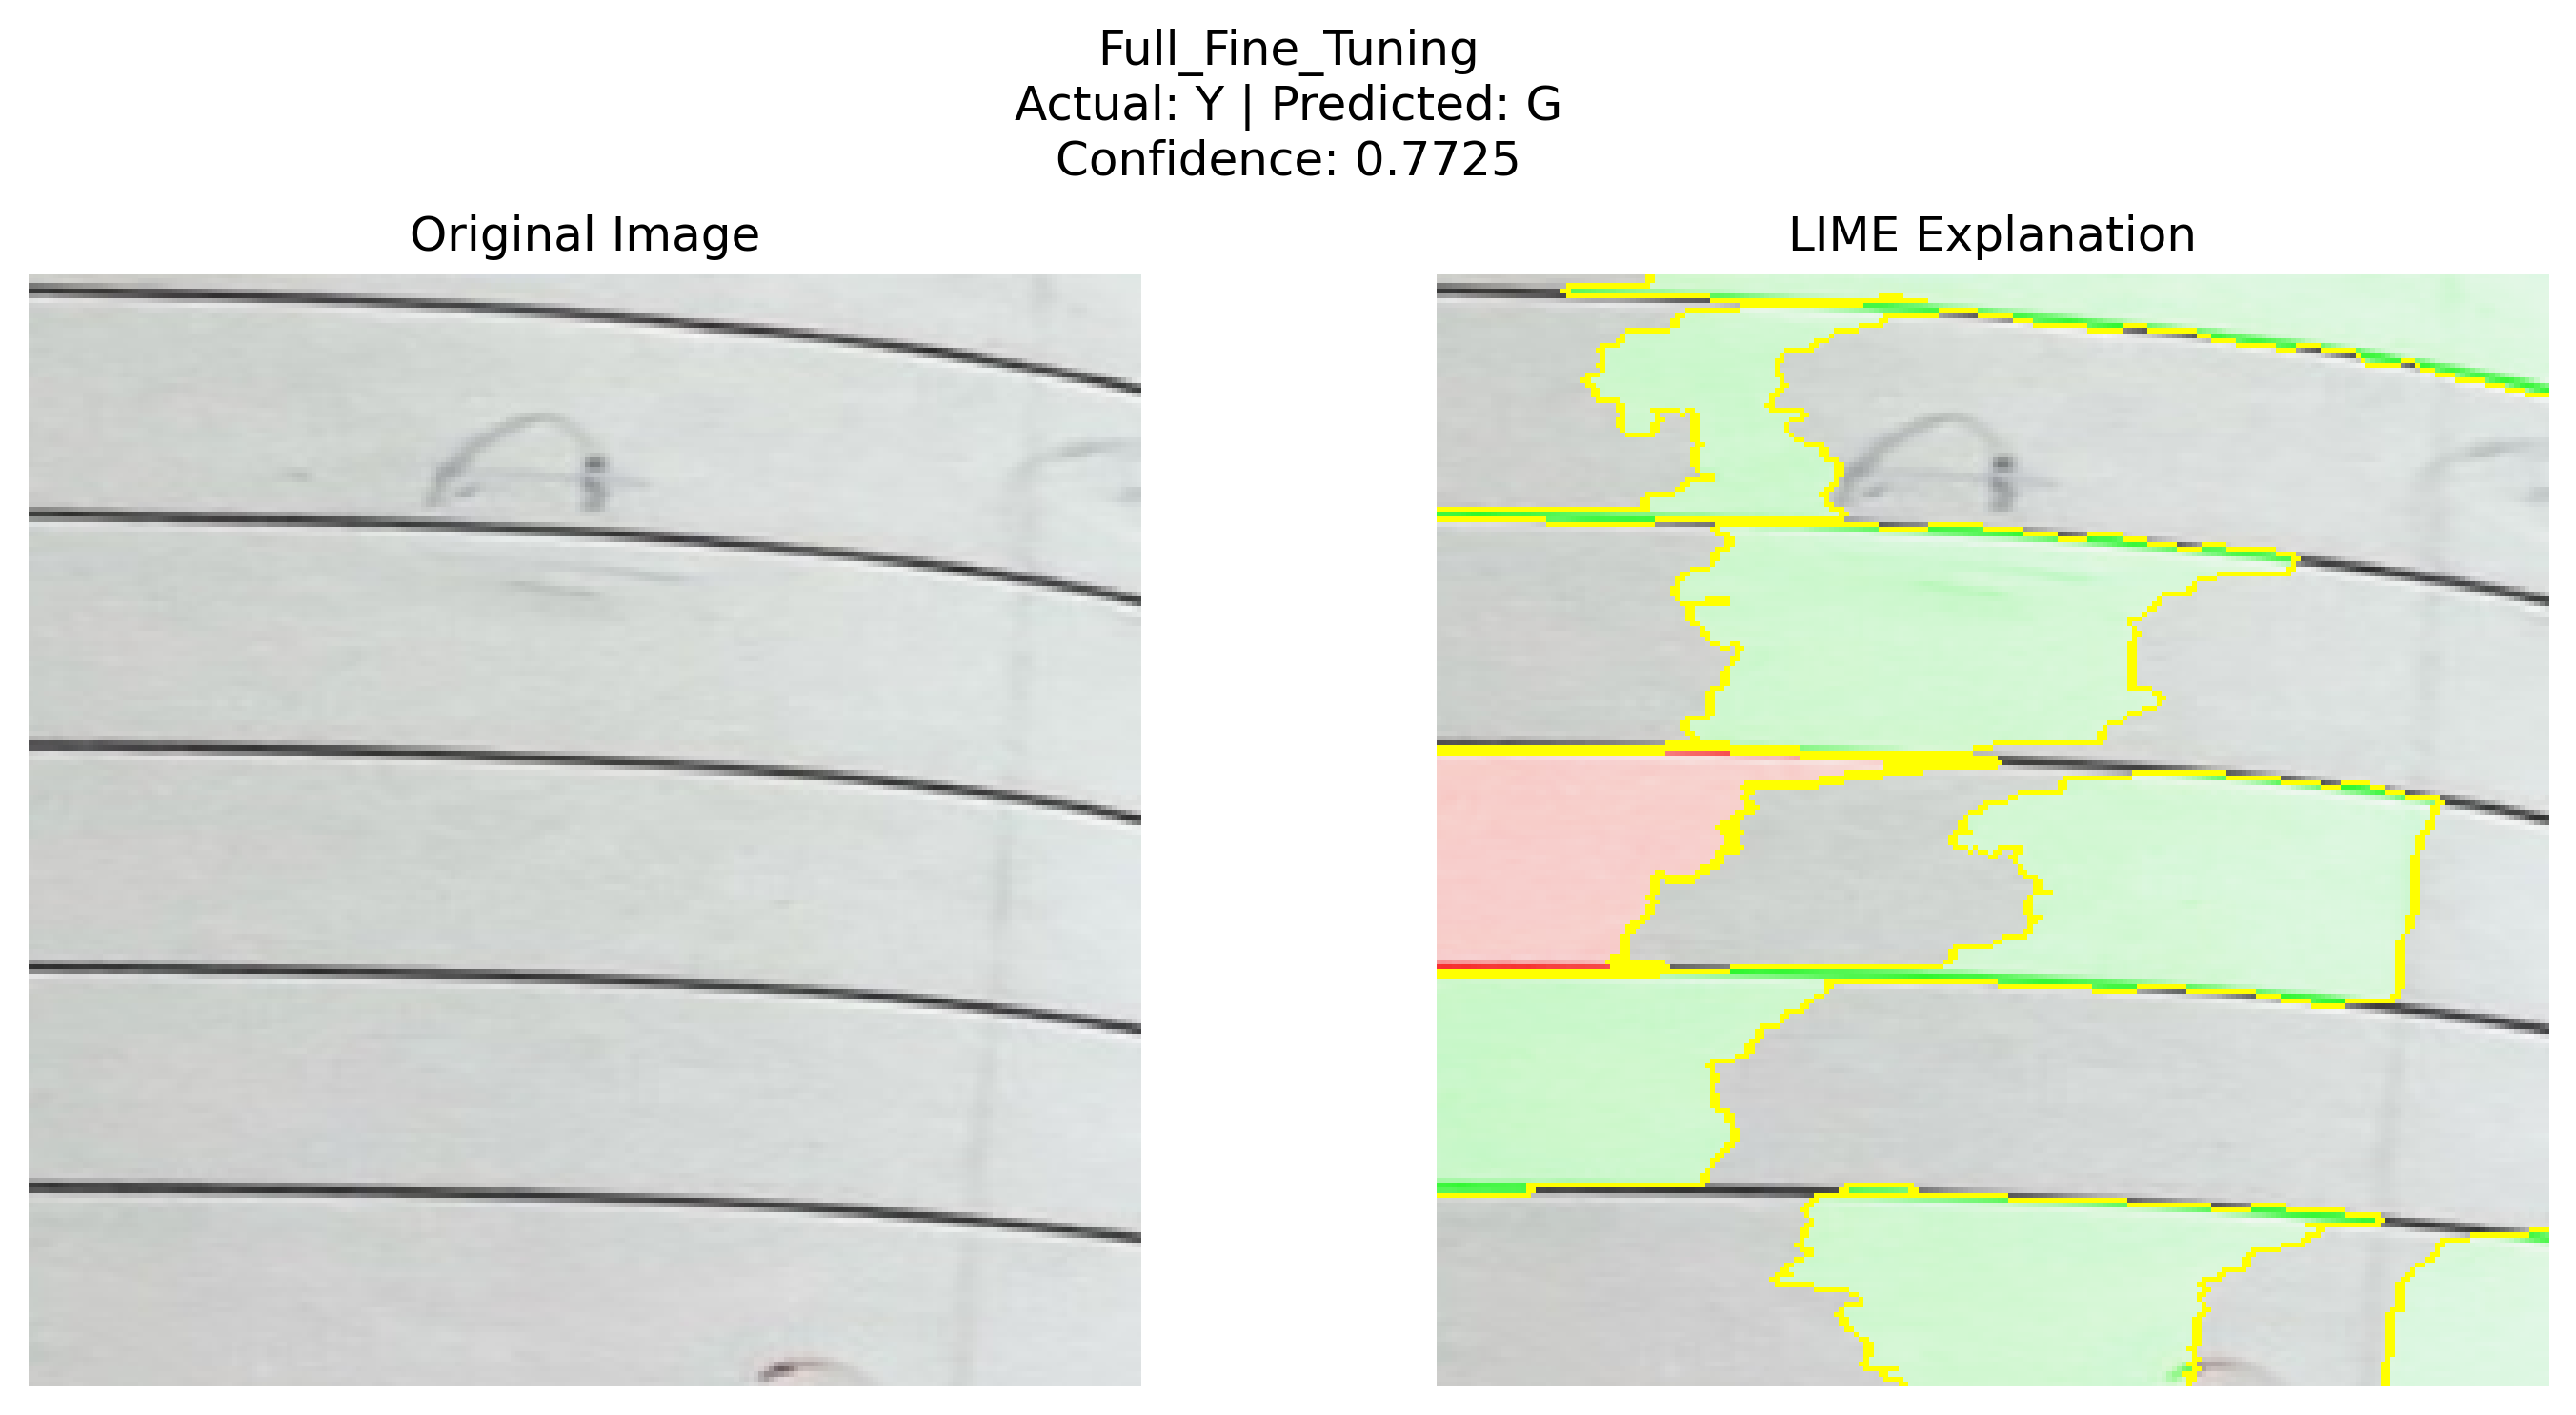 Full_Fine_Tuning
Actual: Y | Predicted: G
Confidence: 0.7725
Original Image
LIME Explanation